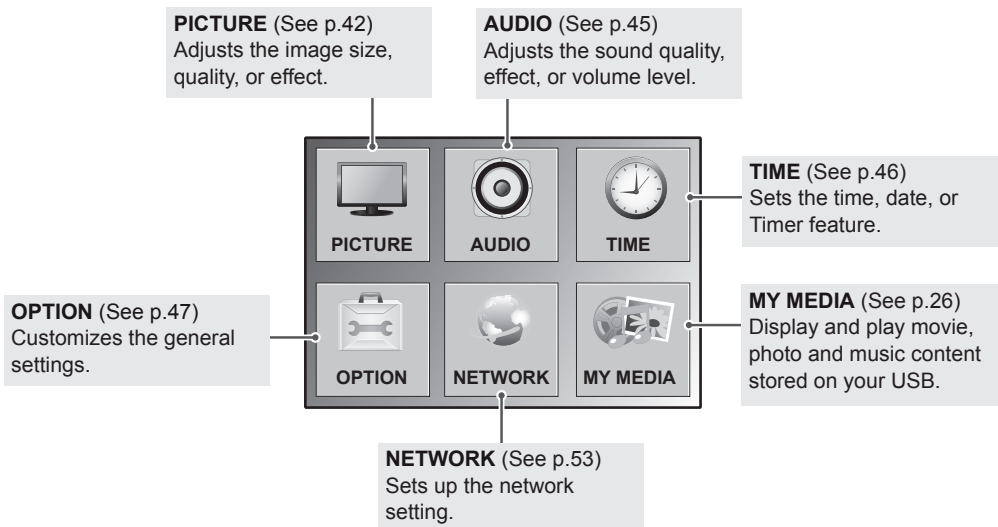 PICTURE (See p.42)
Adjusts the image size,
quality, or effect.
AUDIO (See p.45)
Adjusts the sound quality,
effect, or volume level.
PICTURE
AUDIO
TIME
TIME (See p.46)
Sets the time, date, or
Timer feature.
OPTION (See p.47)
Customizes the general
settings.
OPTION
NETWORK
MY MEDIA
MY MEDIA (See p.26)
Display and play movie,
photo and music content
stored on your USB.
NETWORK (See p.53)
Sets up the network
setting.